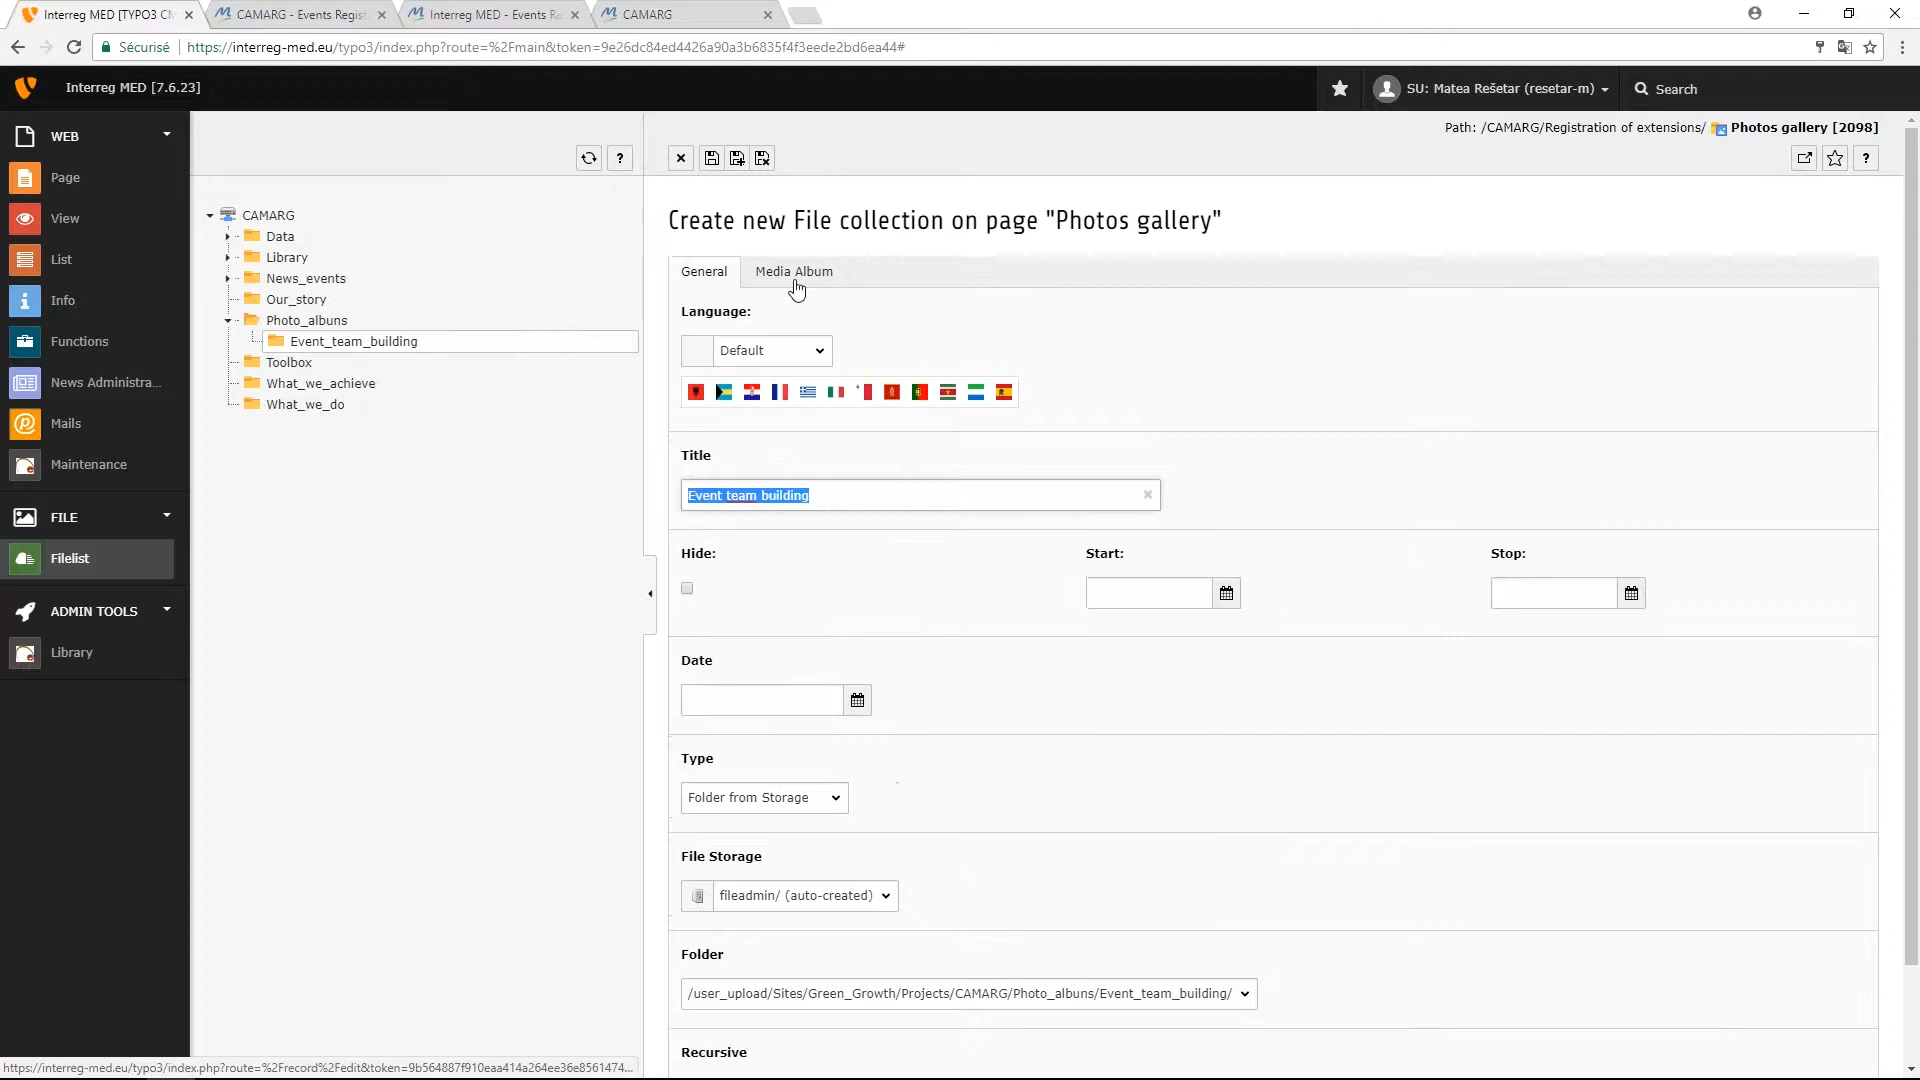 Interreg MED [TYPO3 CM
CAMARG - Events Regist
Interreg MED - Events Re
CAMARG
Sécurisé
https://interreg-med.eu/typo3/index.php?route=%2Fmain&token=9e26dc84ed4426a90a3b6835f4f3eede2bd6ea44#
Interreg MED [7.6.23]
SU: Matea Rešetar (resetar-m)
Search
WEB
Page
View
List
Info
Functions
News Administra...
Mails
Maintenance
FILE
Filelist
ADMIN TOOLS
Library
?
CAMARG
Data
Library
News_events
Our_story
Photo_albuns
Event_team_building
Toolbox
What_we_achieve
What_we_do
Path: /CAMARG/Registration of extensions/ Photos gallery [2098]
?
Create new File collection on page "Photos gallery"
General
Media Album
Language:
Default
Title
Event team building
Hide:
Start:
Stop:
Date
Type
Folder from Storage
File Storage
fileadmin/ (auto-created)
Folder
/user_upload/Sites/Green_Growth/Projects/CAMARG/Photo_albuns/Event_team_building/
Recursive
https://interreg-med.eu/typo3/index.php?route=%2Frecord%2Fedit&token=9b564887f910eaa414a264ee36e8561474...